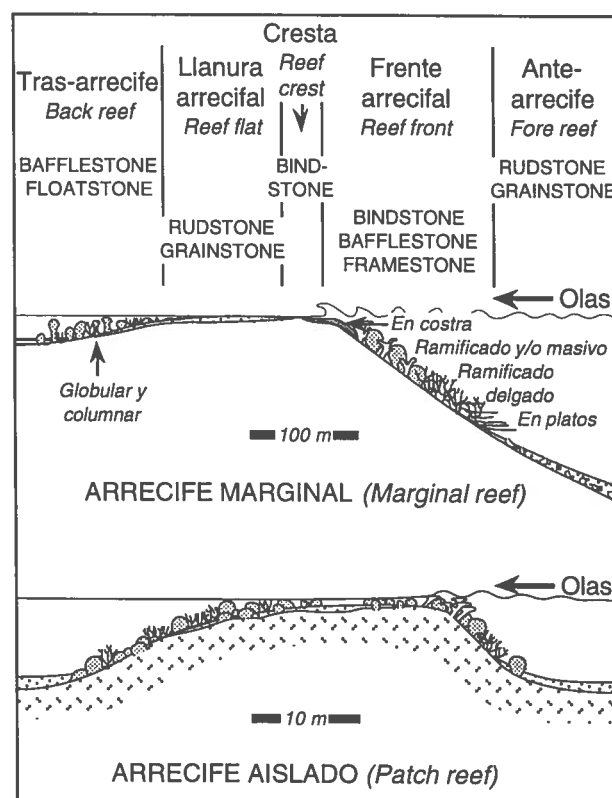 Tras-arrecife
Back reef
BAFFLESTONE
FLOATSTONE
Llanura
arrecifal
Reef flat
RUDSTONE
GRAINSTONE
Cresta
Reef
crest
BIND-
STONE
Frente
arrecifal
Reef front
BINDSTONE
BAFFLESTONE
FRAMESTONE
Ante-
arrecife
Fore reef
RUDSTONE
GRAINSTONE
Olas
En costra
Ramificado y/o masivo
Ramificado
delgado
En platos
Globular y
columnar
100 m
ARRECIFE MARGINAL (Marginal reef)
Olas
10 m
ARRECIFE AISLADO (Patch reef)